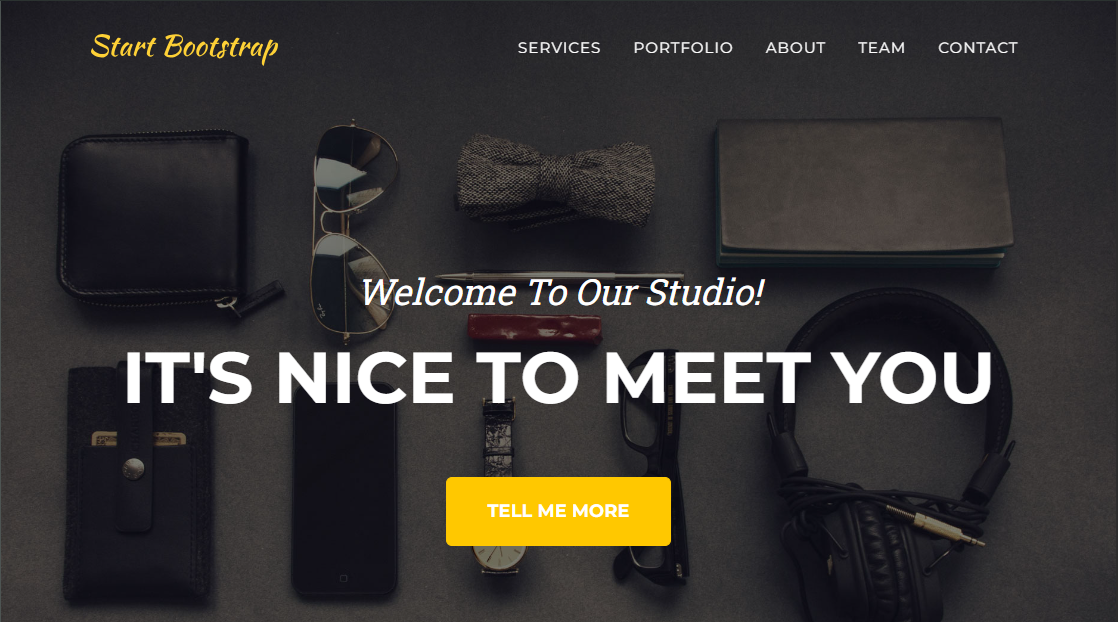 Start Bootstrap
SERVICES PORTFOLIO ABOUT TEAM CONTACT
Welcome To Our Studio!
IT'S NICE TO MEET YOU
TELL ME MORE